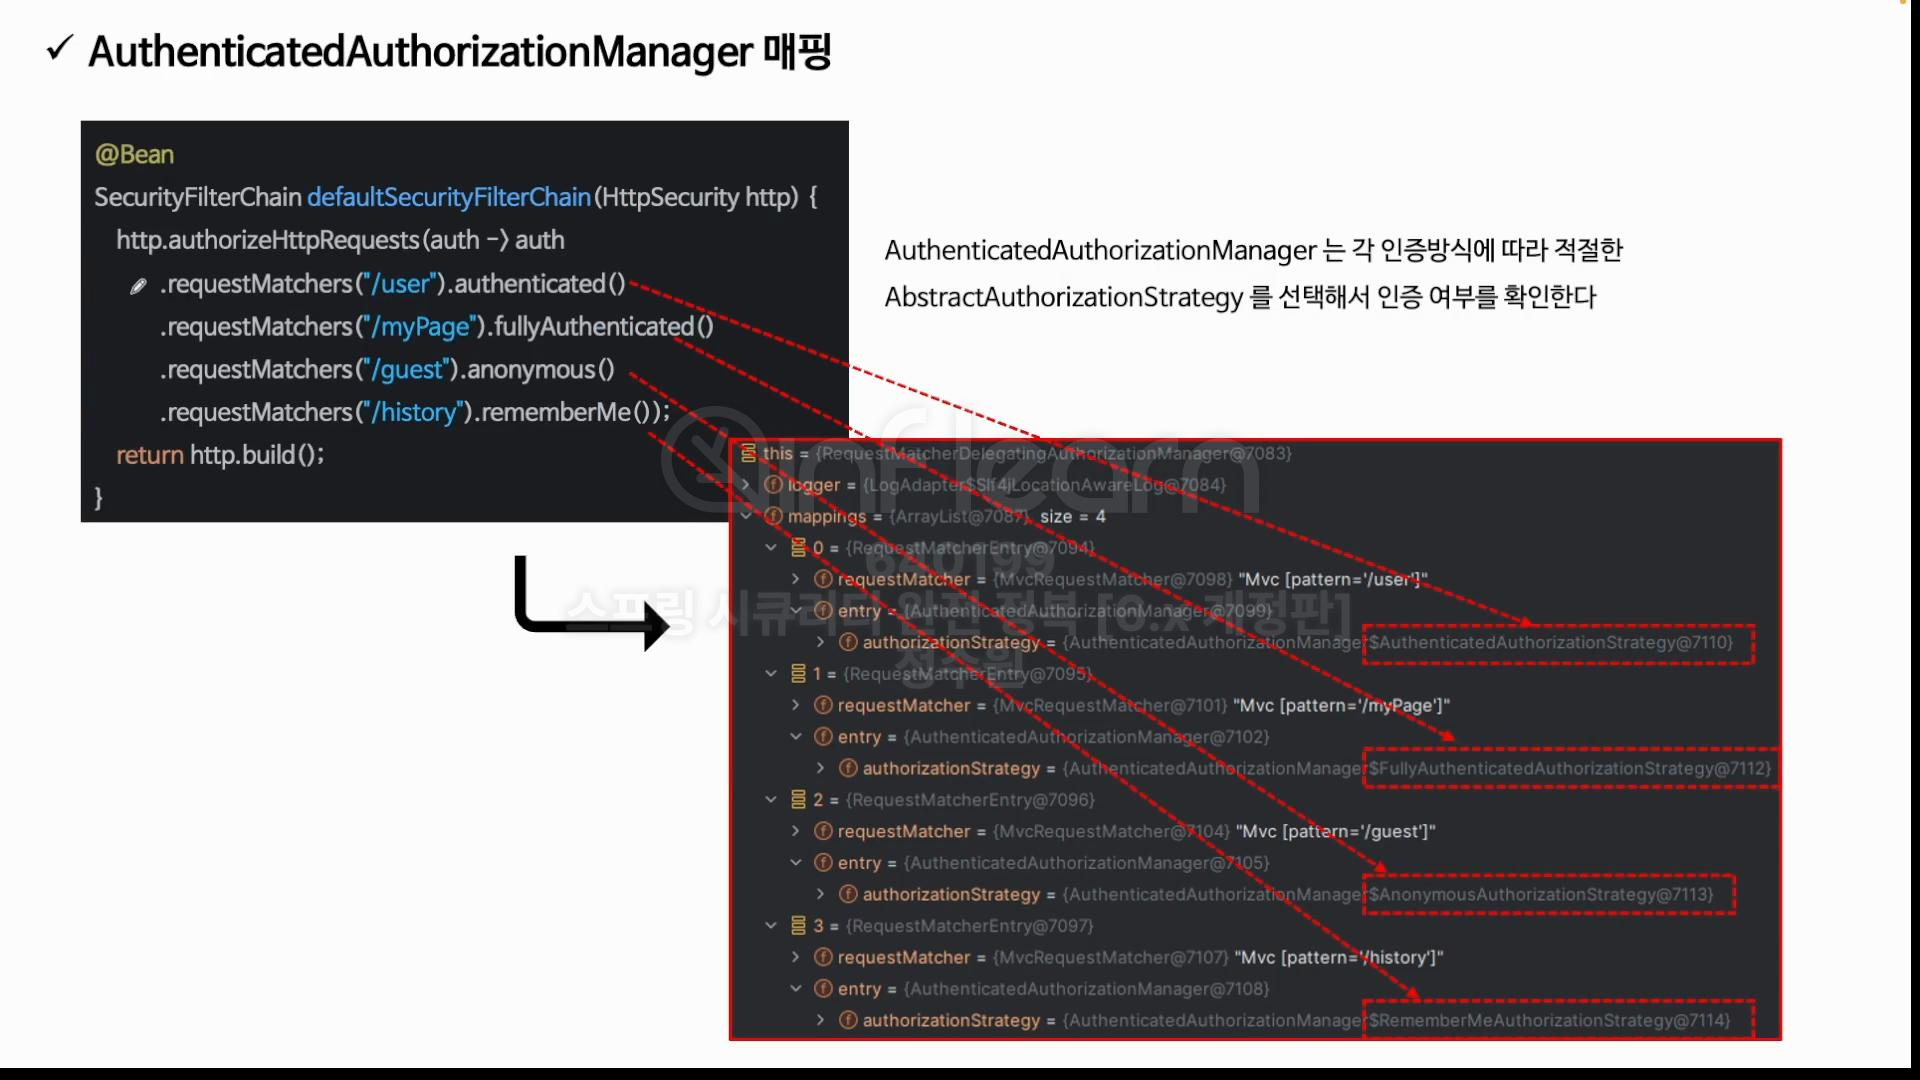 ✓ AuthenticatedAuthorizationManager 매핑
@Bean
SecurityFilterChain defaultSecurityFilterChain(HttpSecurity http) {
http.authorizeHttpRequests(auth -> auth
.requestMatchers("/user").authenticated()
.requestMatchers("/myPage").fullyAuthenticated()
.requestMatchers("/guest").anonymous()
.requestMatchers("/history").rememberMe());
return http.build();
}
AuthenticatedAuthorizationManager 는 각 인증방식에 따라 적절한
AbstractAuthorizationStrategy 를 선택해서 인증 여부를 확인한다
this = {RequestMatcherDelegatingAuthorizationManager@7083}
logger = {LogAdapter$Slf4jLocationAwareLog@7084}
mappings = {ArrayList@7087} size = 4
0 = {RequestMatcherEntry@7094}
requestMatcher = {MvcRequestMatcher@7098} "Mvc [pattern='/user']"
entry = {AuthenticatedAuthorizationManager@7099}
authorizationStrategy = {AuthenticatedAuthorizationManager$AuthenticatedAuthorizationStrategy@7110}
1 = {RequestMatcherEntry@7095}
requestMatcher = {MvcRequestMatcher@7101} "Mvc [pattern='/myPage']"
entry = {AuthenticatedAuthorizationManager@7102}
authorizationStrategy = {AuthenticatedAuthorizationManager$FullyAuthenticatedAuthorizationStrategy@7112}
2 = {RequestMatcherEntry@7096}
requestMatcher = {MvcRequestMatcher@7104} "Mvc [pattern='/guest']"
entry = {AuthenticatedAuthorizationManager@7105}
authorizationStrategy = {AuthenticatedAuthorizationManager$AnonymousAuthorizationStrategy@7113}
3 = {RequestMatcherEntry@7097}
requestMatcher = {MvcRequestMatcher@7107} "Mvc [pattern='/history']"
entry = {AuthenticatedAuthorizationManager@7108}
authorizationStrategy = {AuthenticatedAuthorizationManager$RememberMeAuthorizationStrategy@7114}
inflearn
640199
스프링 시큐리티 완전 정복 [6.x 개정판]
정수원